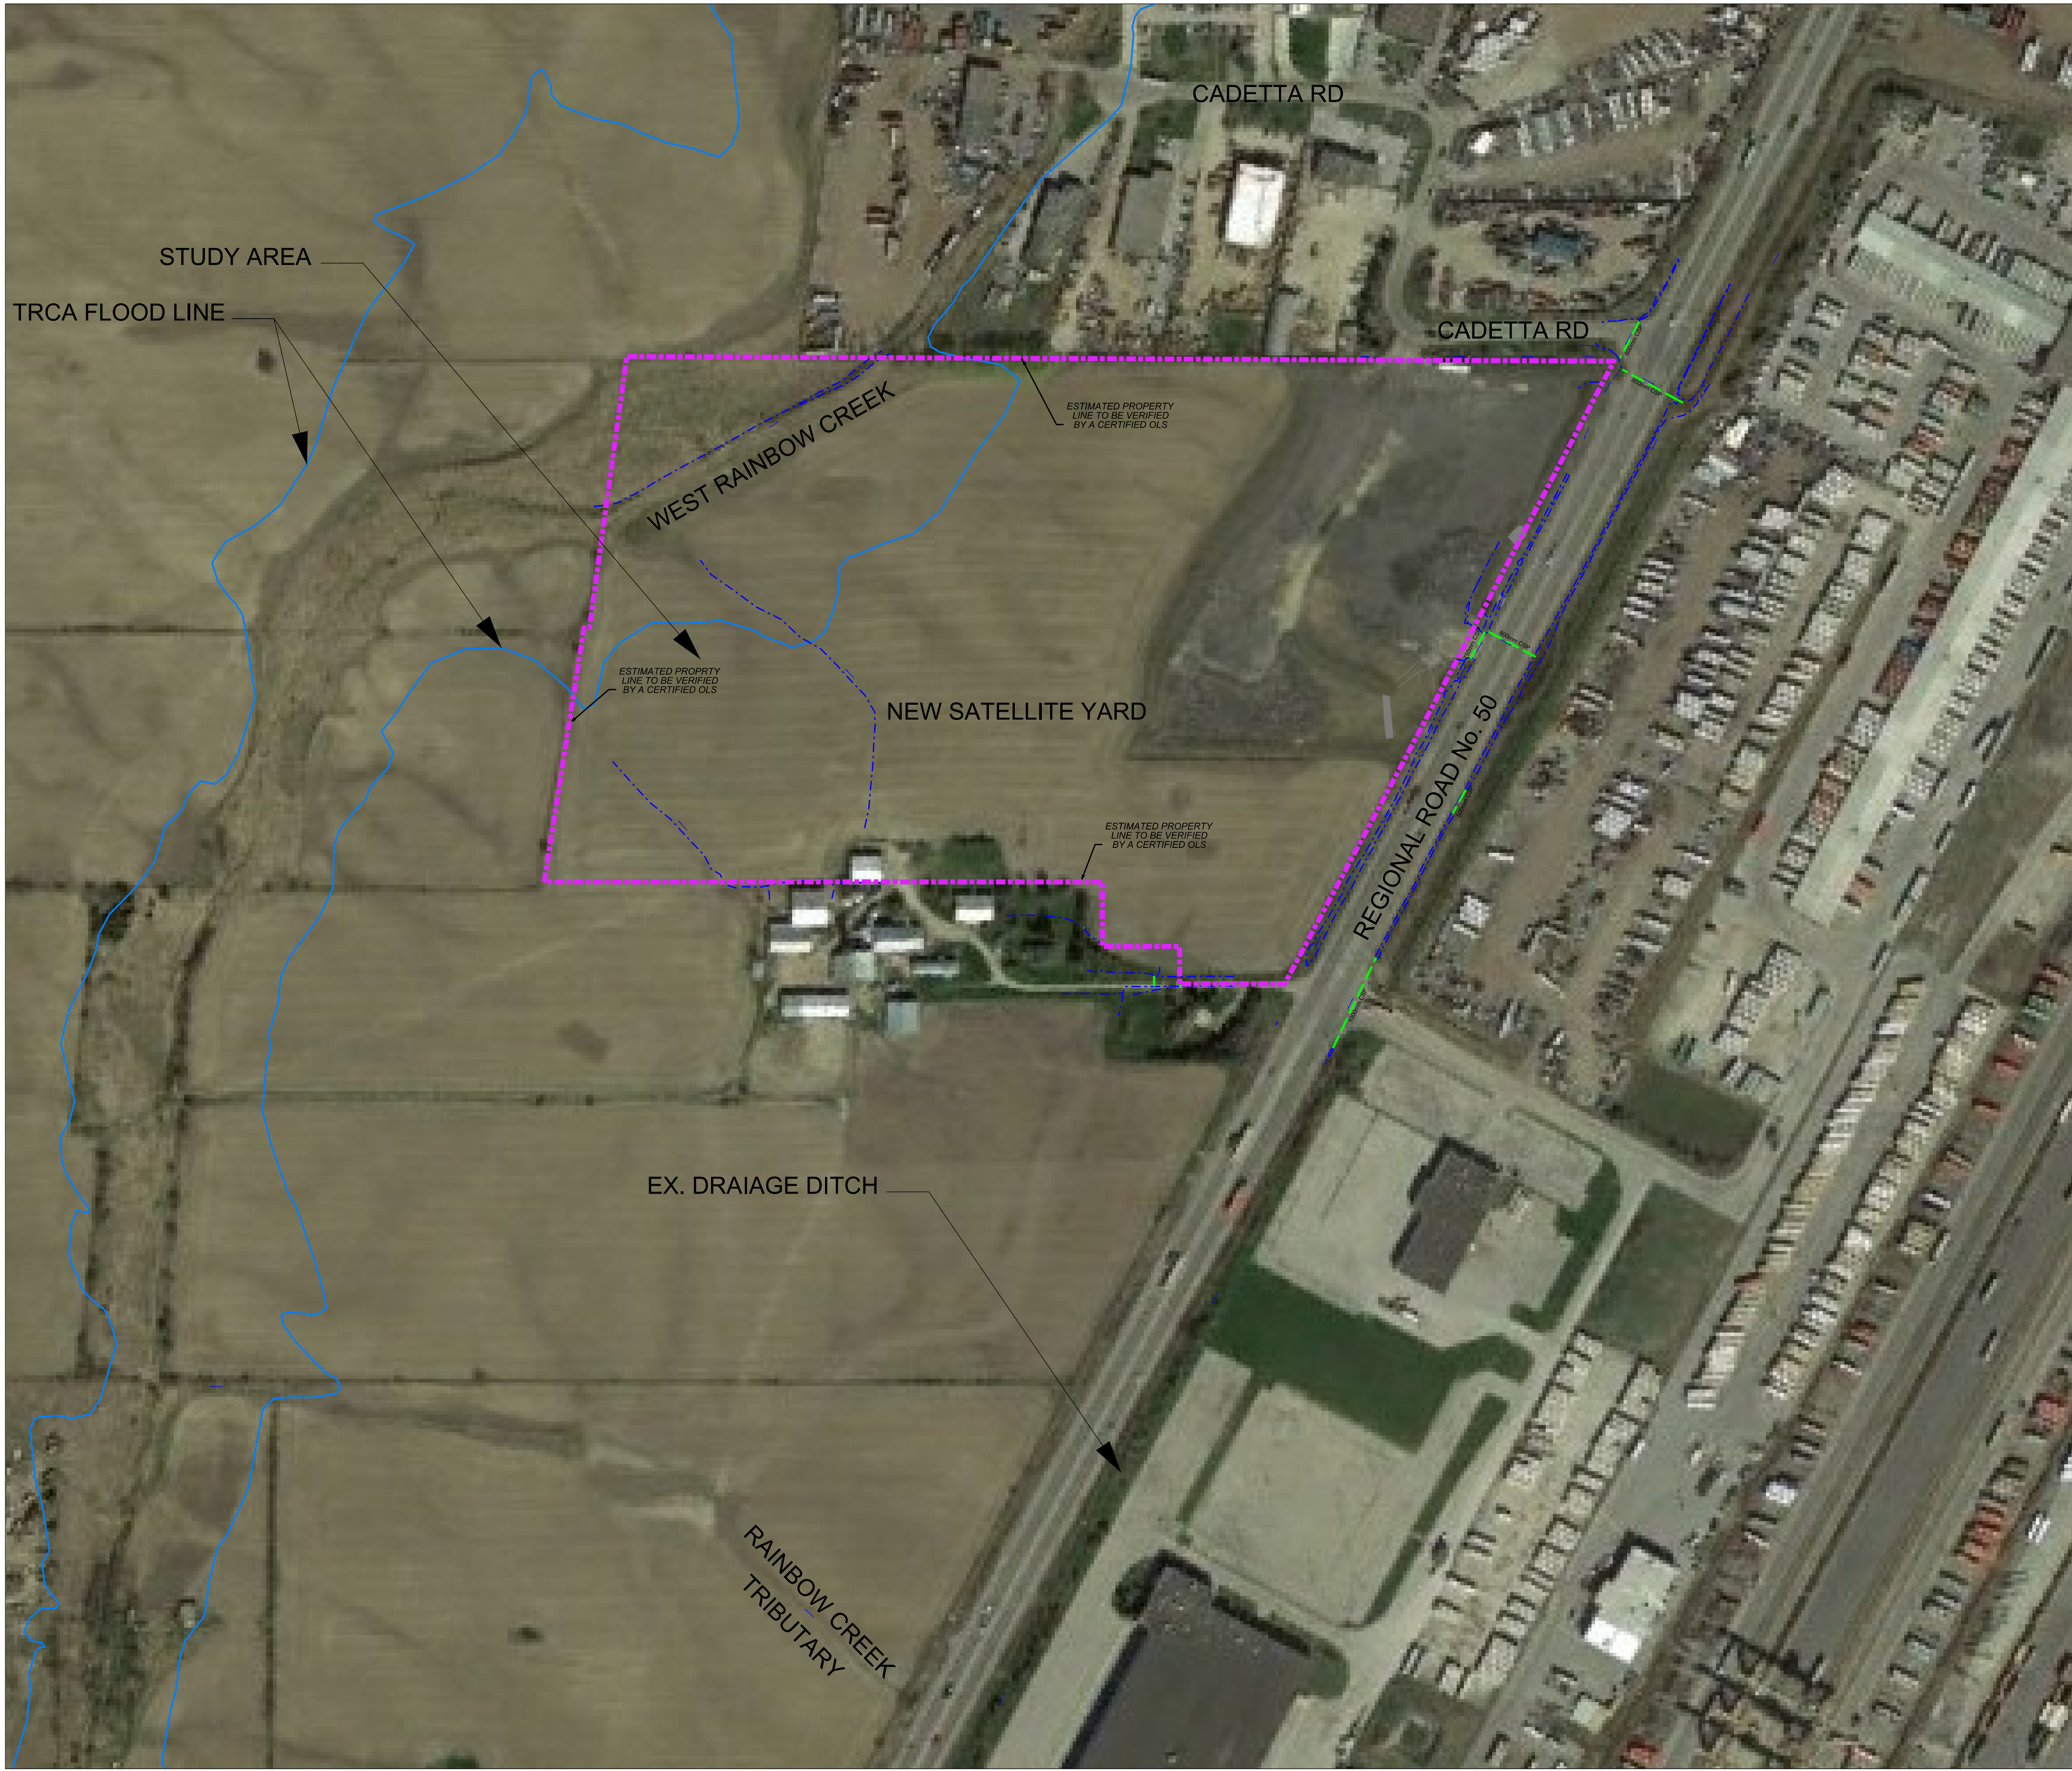 CADETTA RD
STUDY AREA
TRCA FLOOD LINE
CADETTA RD
WEST RAINBOW CREEK
ESTIMATED PROPERTY
LINE TO BE VERIFIED
BY A CERTIFIED OLS
ESTIMATED PROPRTY
LINE TO BE VERIFIED
BY A CERTIFIED OLS
NEW SATELLITE YARD
REGIONAL ROAD No. 50
ESTIMATED PROPERTY
LINE TO BE VERIFIED
BY A CERTIFIED OLS
EX. DRAIAGE DITCH
RAINBOW CREEK
TRIBUTARY